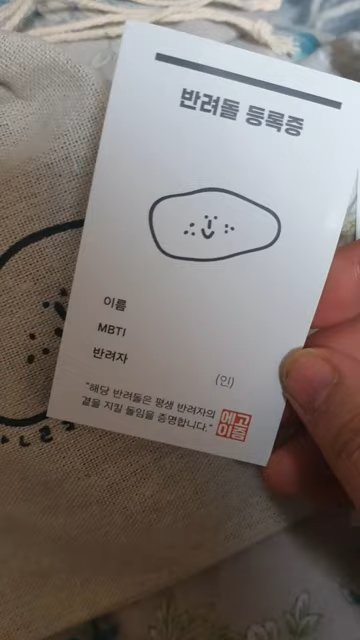 반려돌 등록증
이름
MBTI
반려자
(인)
"해당 반려돌은 평생 반려자의
곁을 지킬 돌임을 증명합니다."
에고
이즘